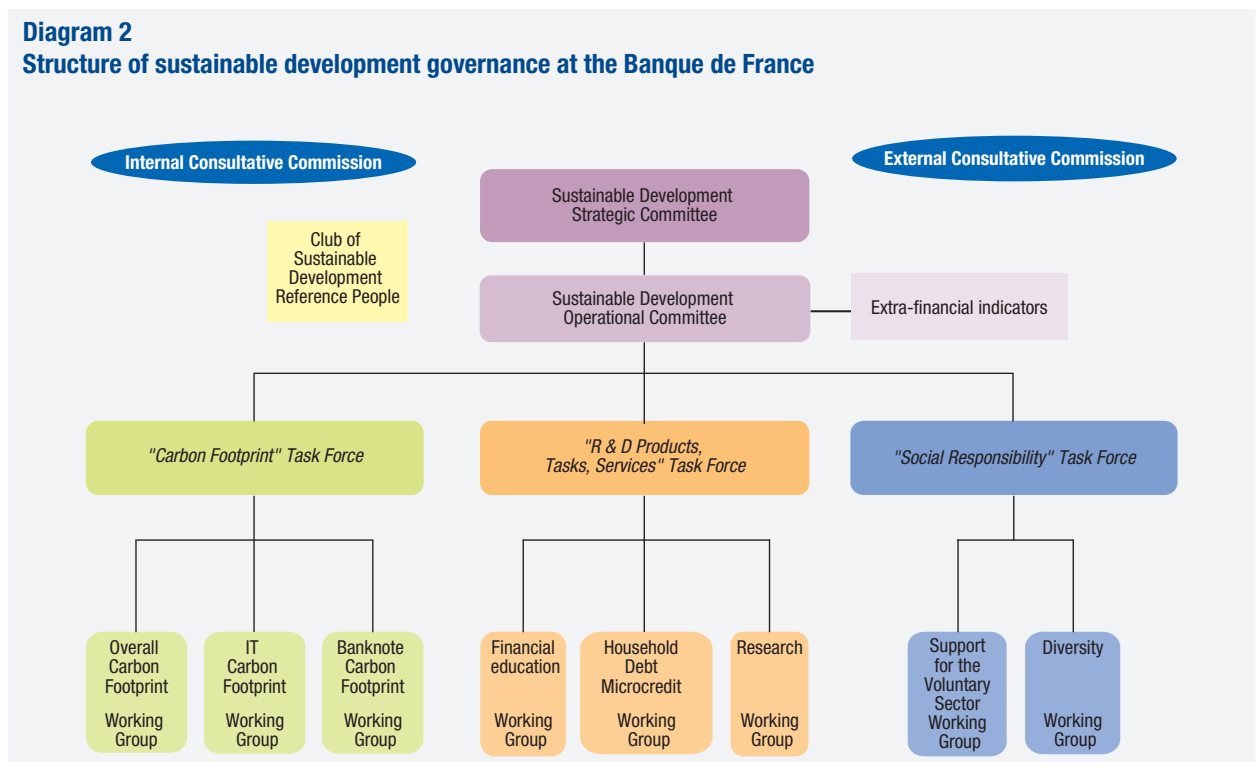 Diagram 2
Structure of sustainable development governance at the Banque de France
Internal Consultative Commission
External Consultative Commission
Sustainable Development
Strategic Committee
Club of
Sustainable
Development
Reference People
Sustainable Development
Operational Committee
Extra-financial indicators
"Carbon Footprint" Task Force
"R & D Products,
Tasks, Services" Task Force
"Social Responsibility" Task Force
Overall
Carbon
Footprint
Working
Group
IT
Carbon
Footprint
Working
Group
Banknote
Carbon
Footprint
Working
Group
Financial
education
Working
Group
Household
Debt
Microcredit
Working
Group
Research
Working
Group
Support
for the
Voluntary
Sector
Working
Group
Diversity
Working
Group